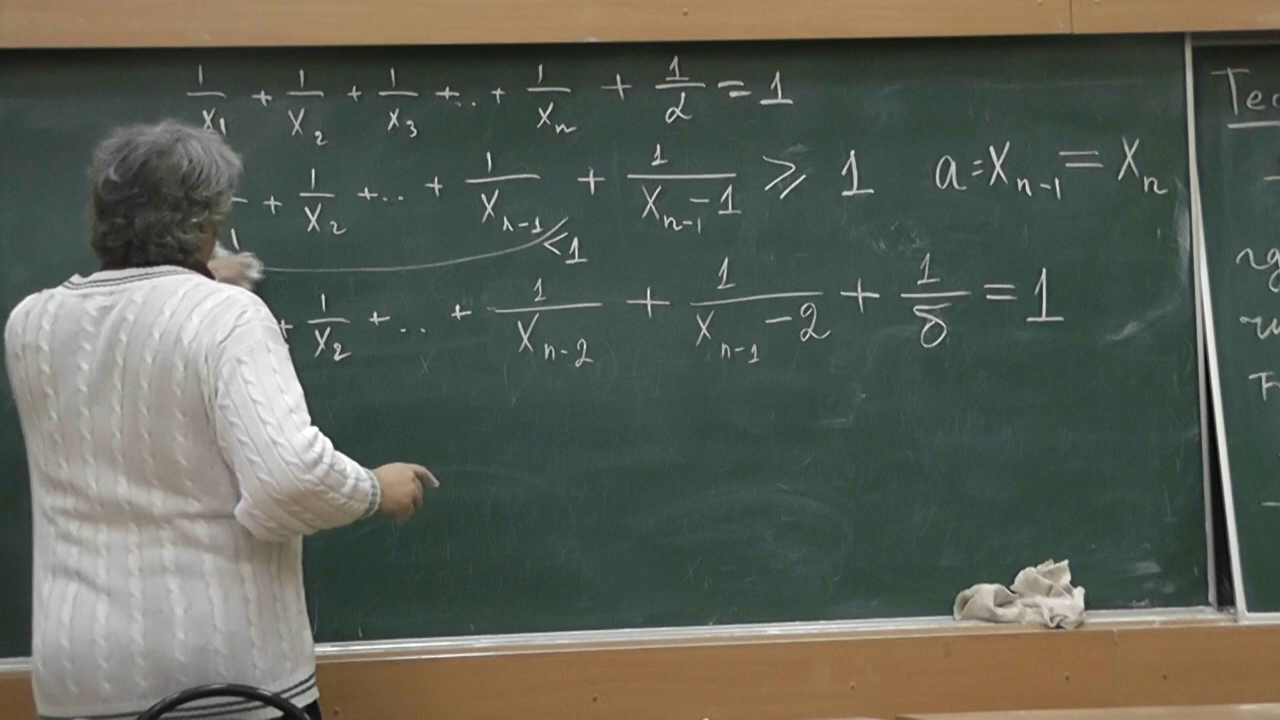 1/x₁ + 1/x₂ + 1/x₃ + ... + 1/xₙ + 1/α = 1
+ 1/x₂ + ... + 1/xₙ₋₁ + 1/(xₙ₋₁ - 1) ⩾ 1 a = xₙ₋₁ = xₙ
< 1
+ 1/x₂ + ... + 1/xₙ₋₂ + 1/(xₙ₋₁ - 2) + 1/δ = 1